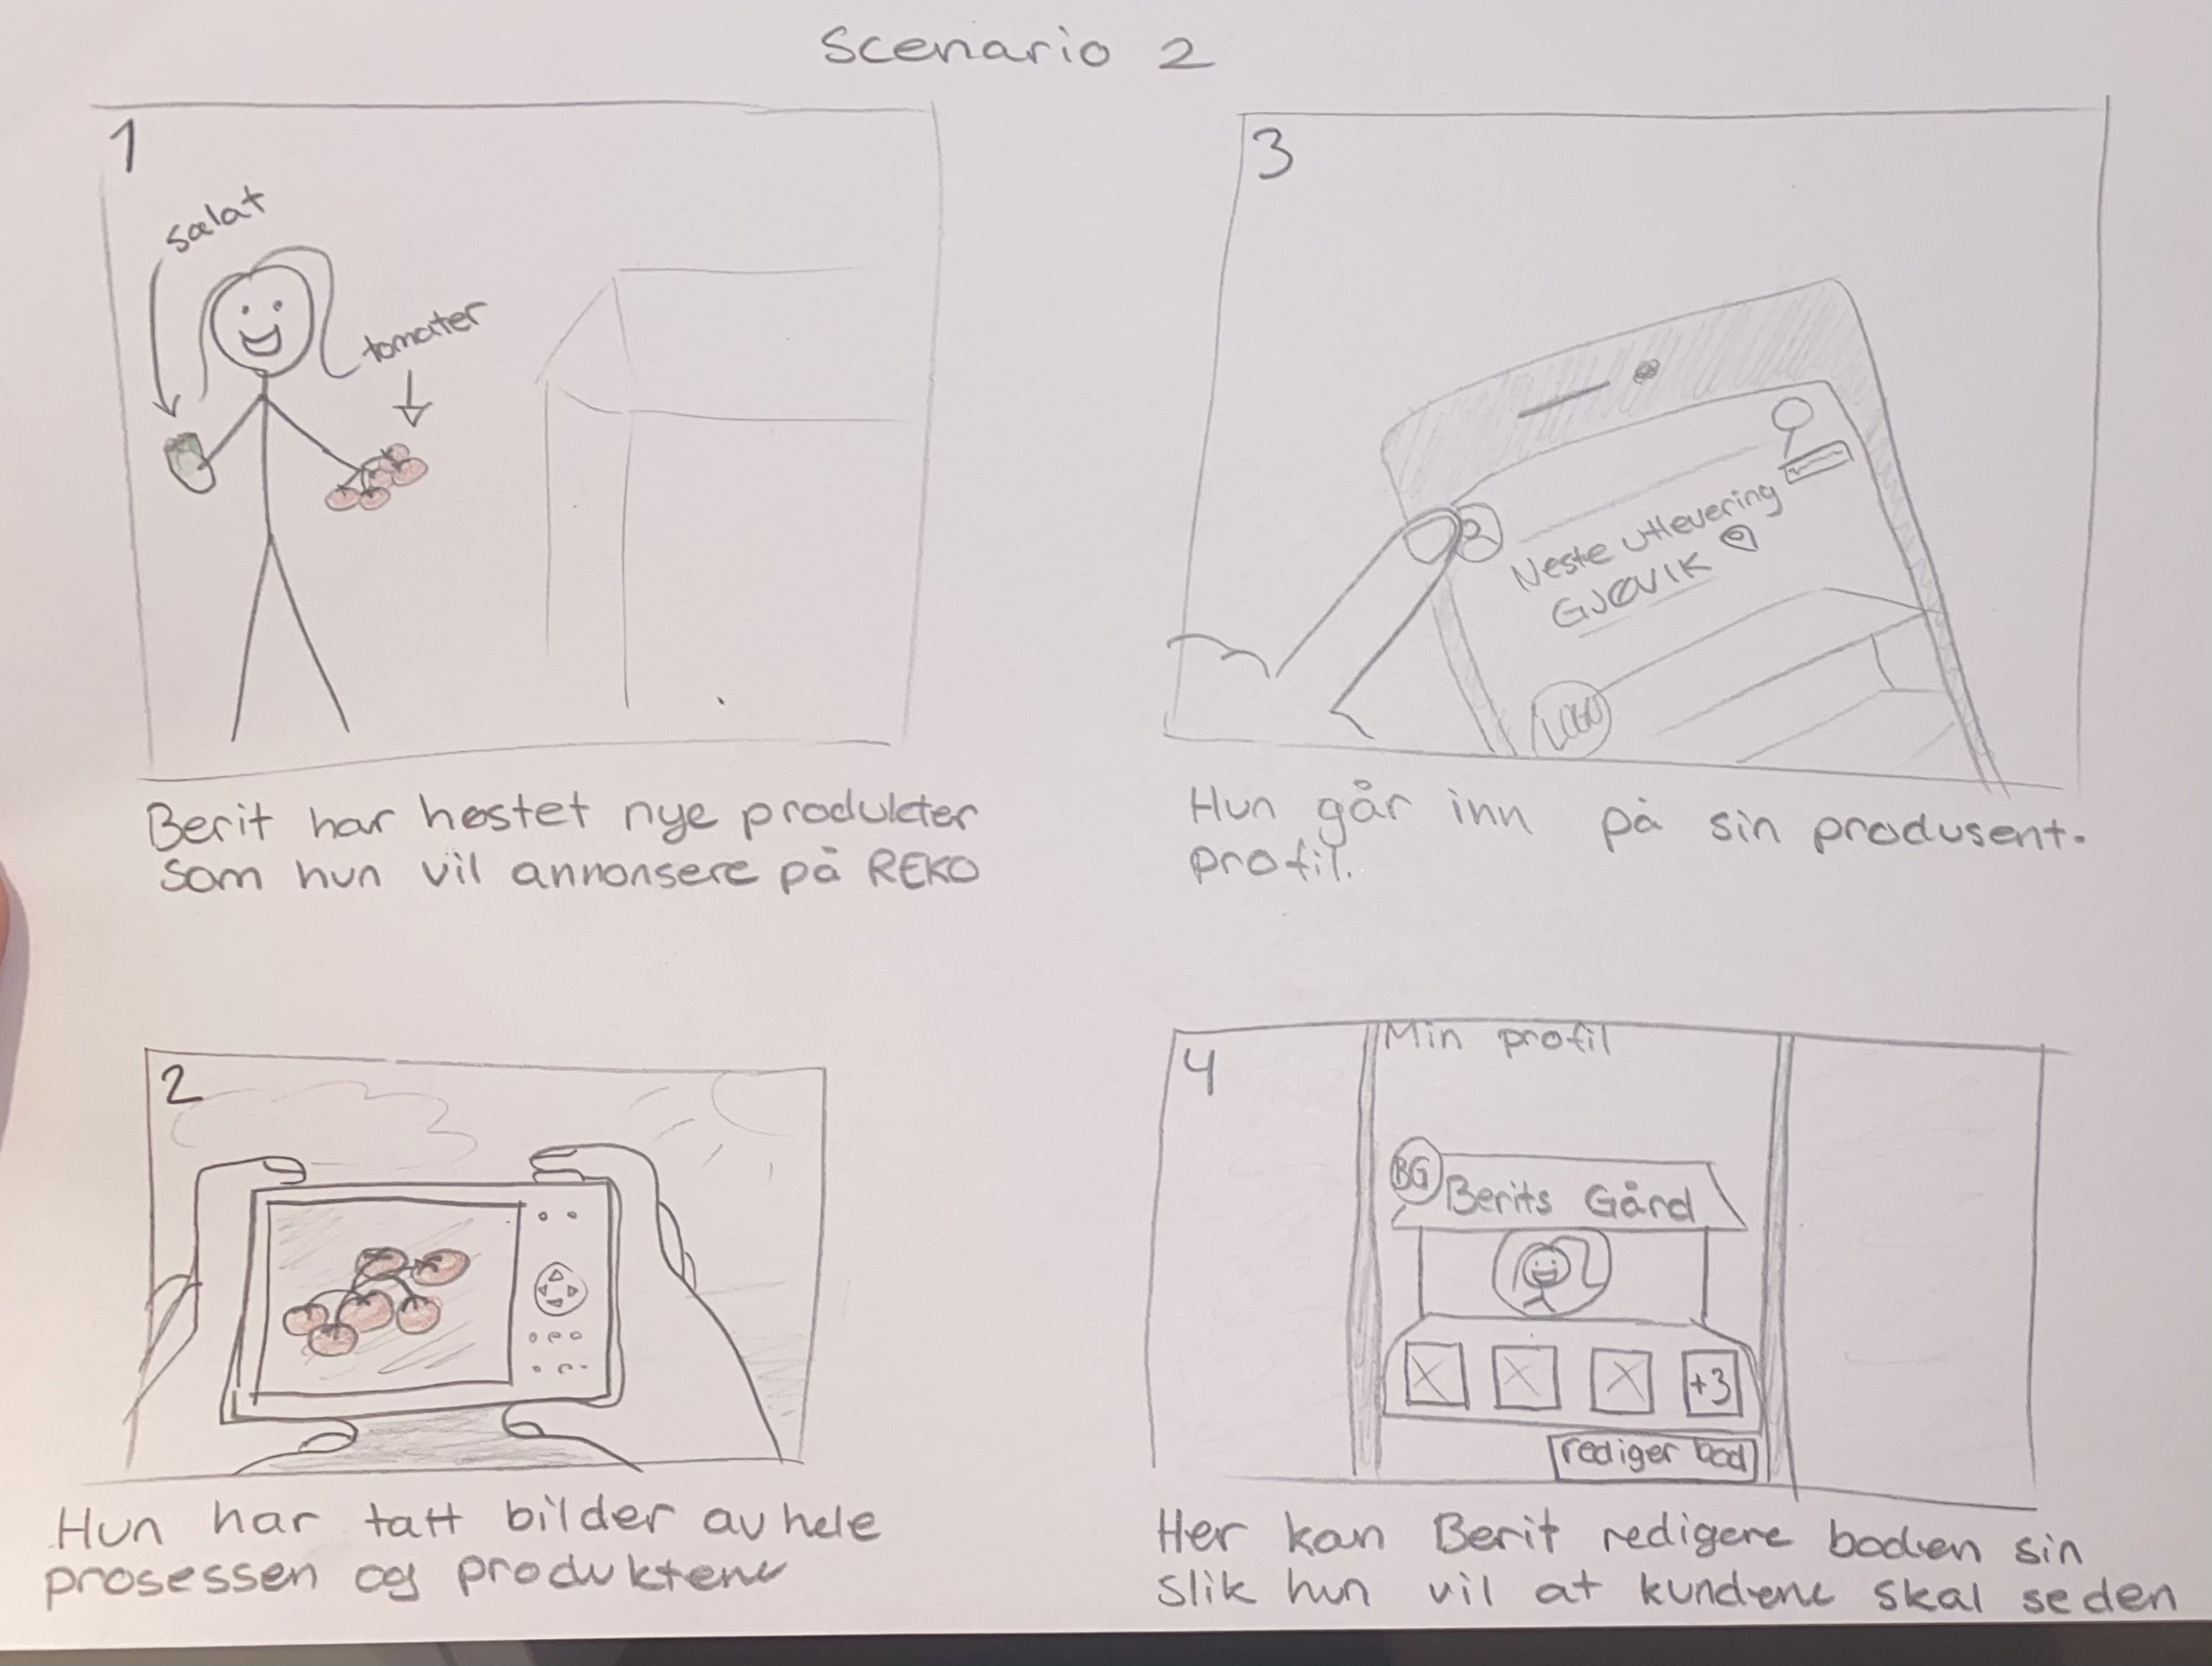 Scenario 2
1
salat
tomater
Berit har høstet nye produkter
som hun vil annonsere på REKO
2
Hun har tatt bilder av hele
prosessen og produktene
3
Neste utlevering
GJØVIK
LOGO
Hun går inn på sin produsent-
profil.
4
Min profil
BG
Berits Gård
+3
rediger bod
Her kan Berit redigere boden sin
slik hun vil at kundene skal se den